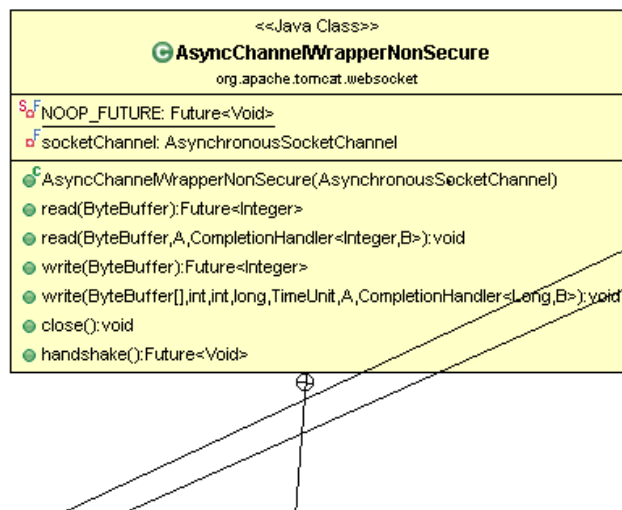 <<Java Class>>
C AsyncChannelWrapperNonSecure
org.apache.tomcat.websocket
S F NOOP_FUTURE: Future<Void>
F socketChannel: AsynchronousSocketChannel
C AsyncChannelWrapperNonSecure(AsynchronousSocketChannel)
read(ByteBuffer):Future<Integer>
read(ByteBuffer,A,CompletionHandler<Integer,B>):void
write(ByteBuffer):Future<Integer>
write(ByteBuffer[],int,int,long,TimeUnit,A,CompletionHandler<Long,B>):void
close():void
handshake():Future<Void>